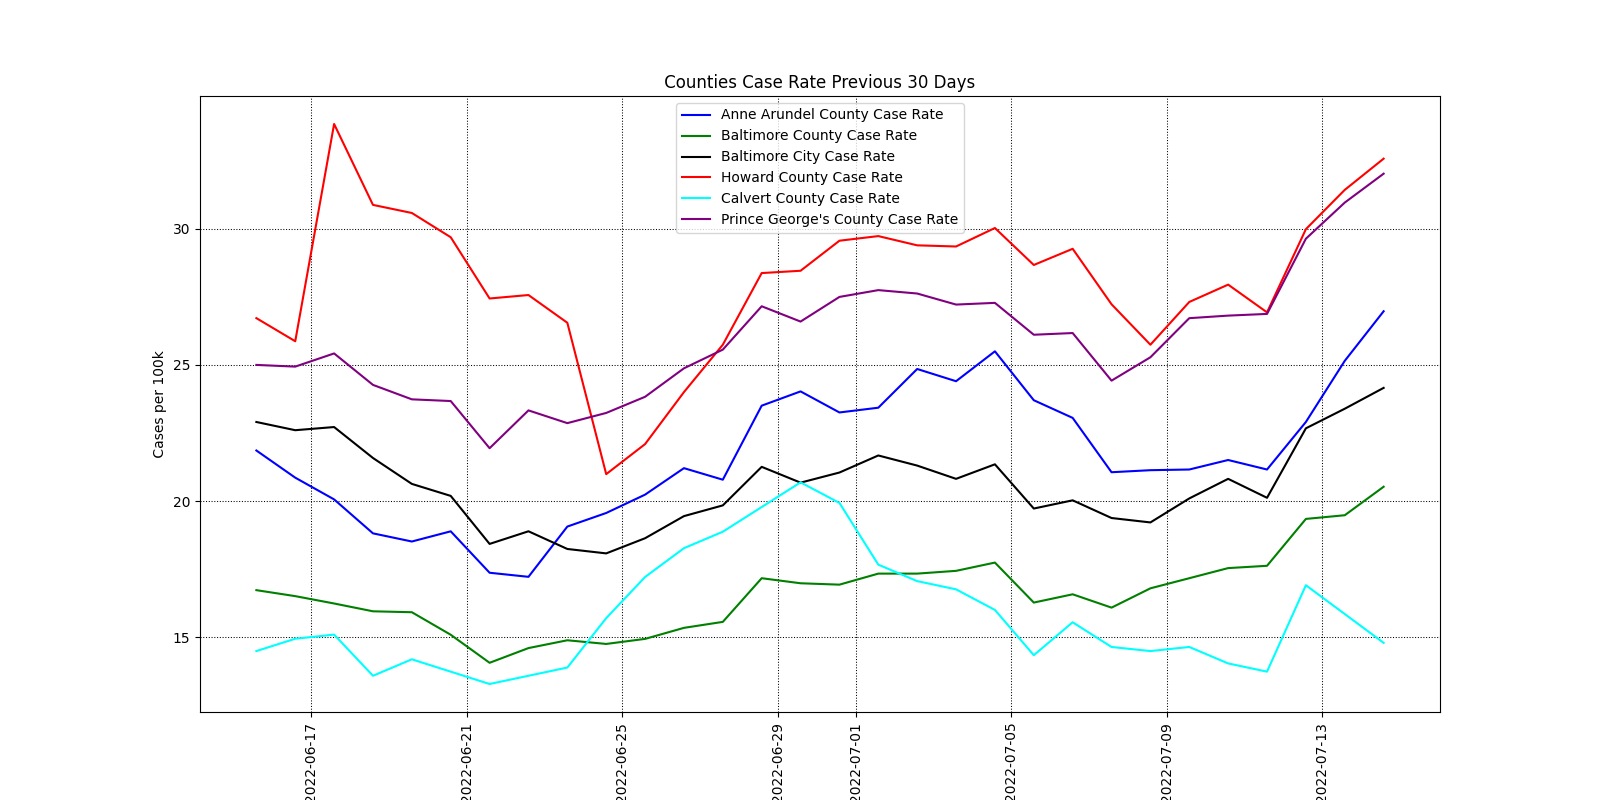 Counties Case Rate Previous 30 Days
Anne Arundel County Case Rate
Baltimore County Case Rate
Baltimore City Case Rate
Howard County Case Rate
Calvert County Case Rate
Prince George's County Case Rate
Cases per 100k
30
25
20
15
2022-06-17
2022-06-21
2022-06-25
2022-06-29
2022-07-01
2022-07-05
2022-07-09
2022-07-13